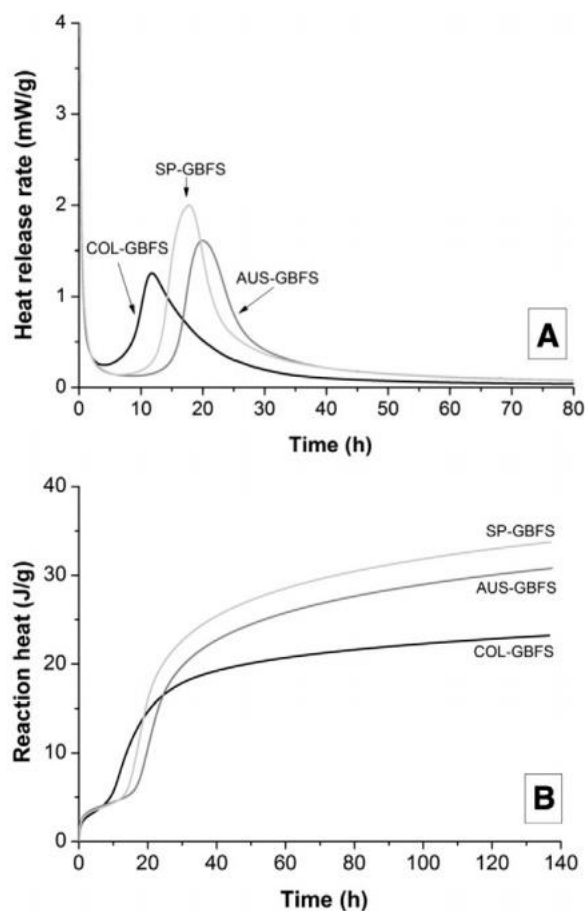 4
3
2
1
0
Heat release rate (mW/g)
SP-GBFS
COL-GBFS
AUS-GBFS
A
0 10 20 30 40 50 60 70 80
Time (h)
40
30
20
10
0
Reaction heat (J/g)
SP-GBFS
AUS-GBFS
COL-GBFS
B
0 20 40 60 80 100 120 140
Time (h)